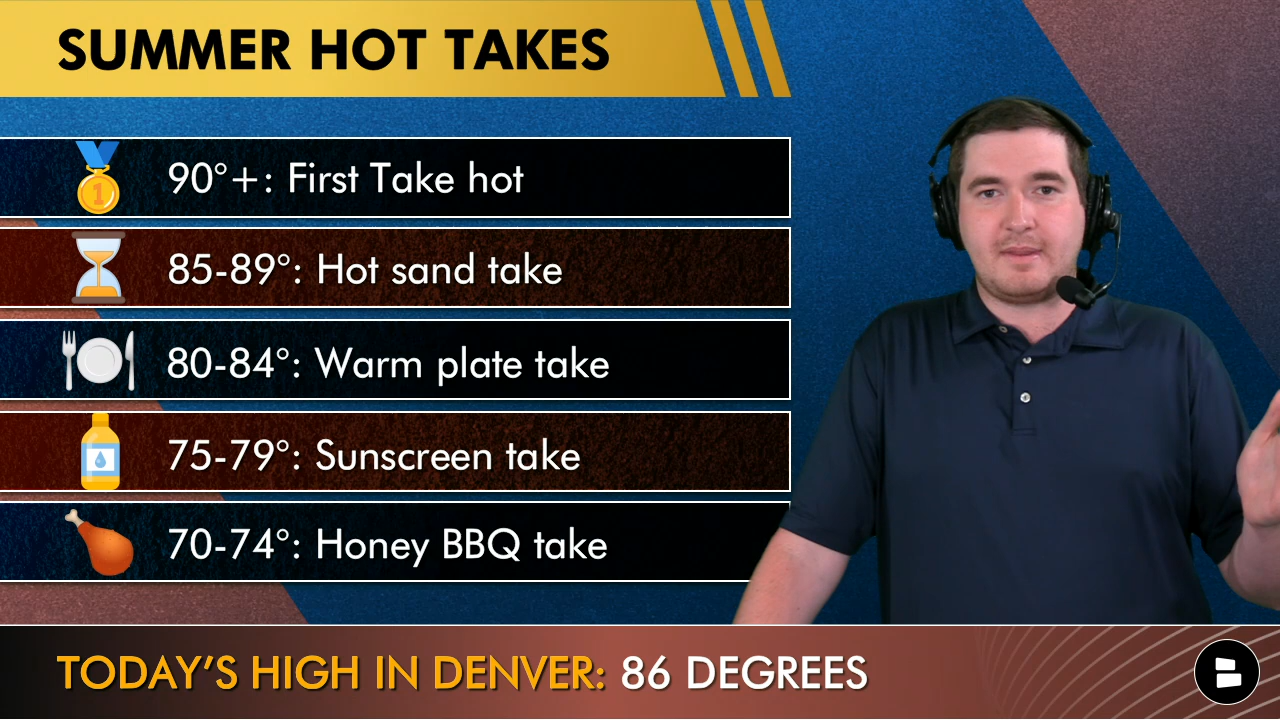 SUMMER HOT TAKES
1
90°+: First Take hot
85-89°: Hot sand take
80-84°: Warm plate take
75-79°: Sunscreen take
70-74°: Honey BBQ take
TODAY'S HIGH IN DENVER: 86 DEGREES